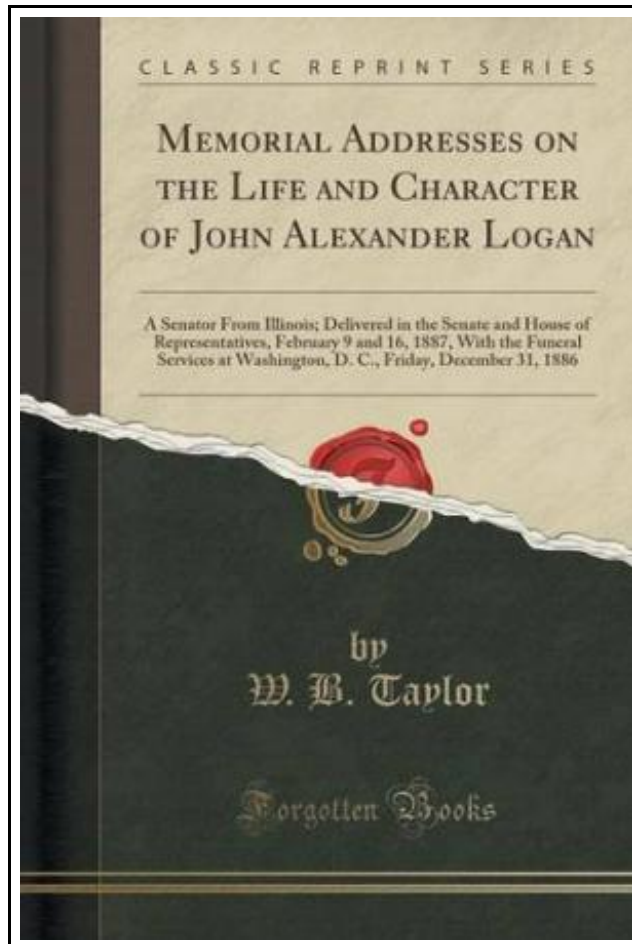 CLASSIC REPRINT SERIES
MEMORIAL ADDRESSES ON
THE LIFE AND CHARACTER
OF JOHN ALEXANDER LOGAN
A Senator From Illinois; Delivered in the Senate and House of
Representatives, February 9 and 16, 1887, With the Funeral
Services at Washington, D. C., Friday, December 31, 1886
by
W. B. Taylor
Forgotten Books